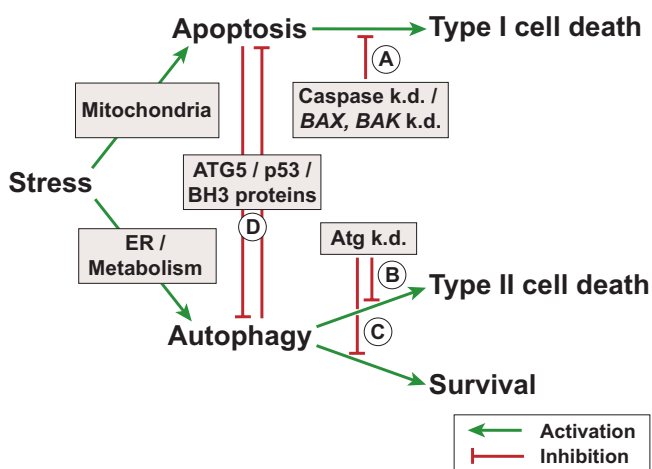 Apoptosis
Type I cell death
A
Mitochondria
Caspase k.d. /
BAX, BAK k.d.
Stress
ATG5 / p53 /
BH3 proteins
D
Atg k.d.
ER /
Metabolism
B
Type II cell death
Autophagy
C
Survival
Activation
Inhibition